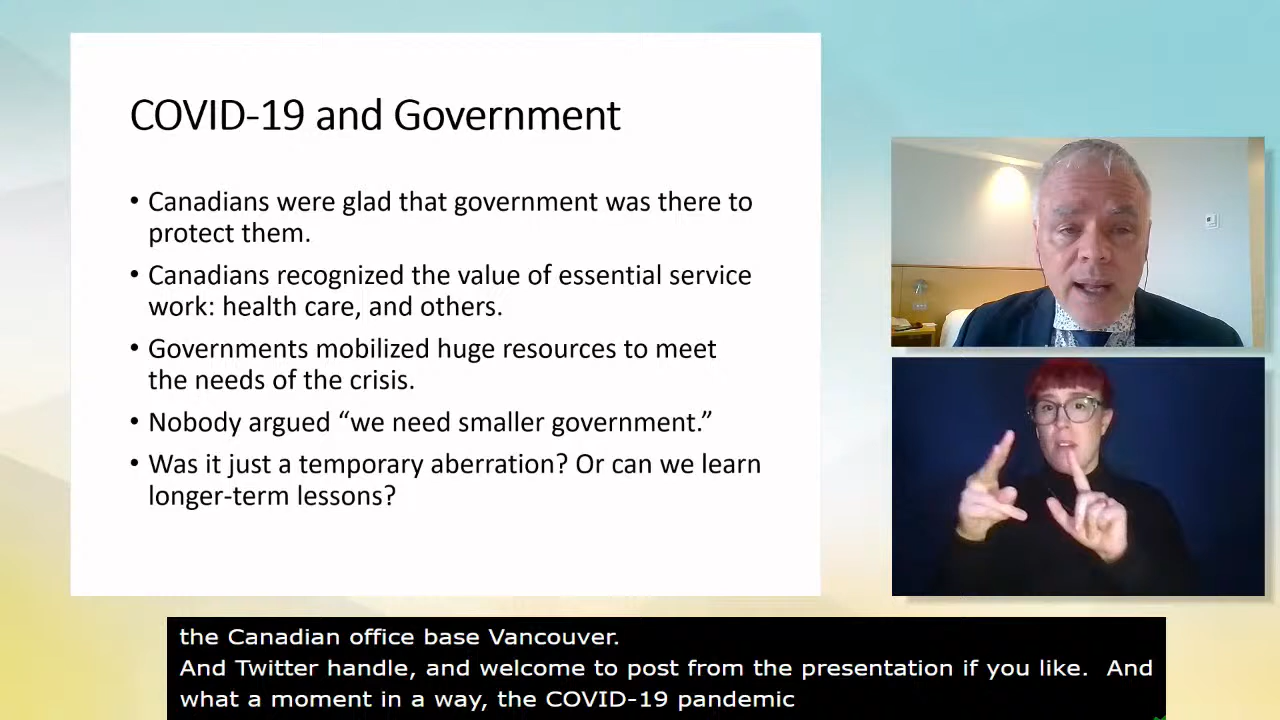 COVID-19 and Government
• Canadians were glad that government was there to
protect them.
• Canadians recognized the value of essential service
work: health care, and others.
• Governments mobilized huge resources to meet
the needs of the crisis.
• Nobody argued “we need smaller government.”
• Was it just a temporary aberration? Or can we learn
longer-term lessons?
the Canadian office base Vancouver.
And Twitter handle, and welcome to post from the presentation if you like.  And
what a moment in a way, the COVID-19 pandemic